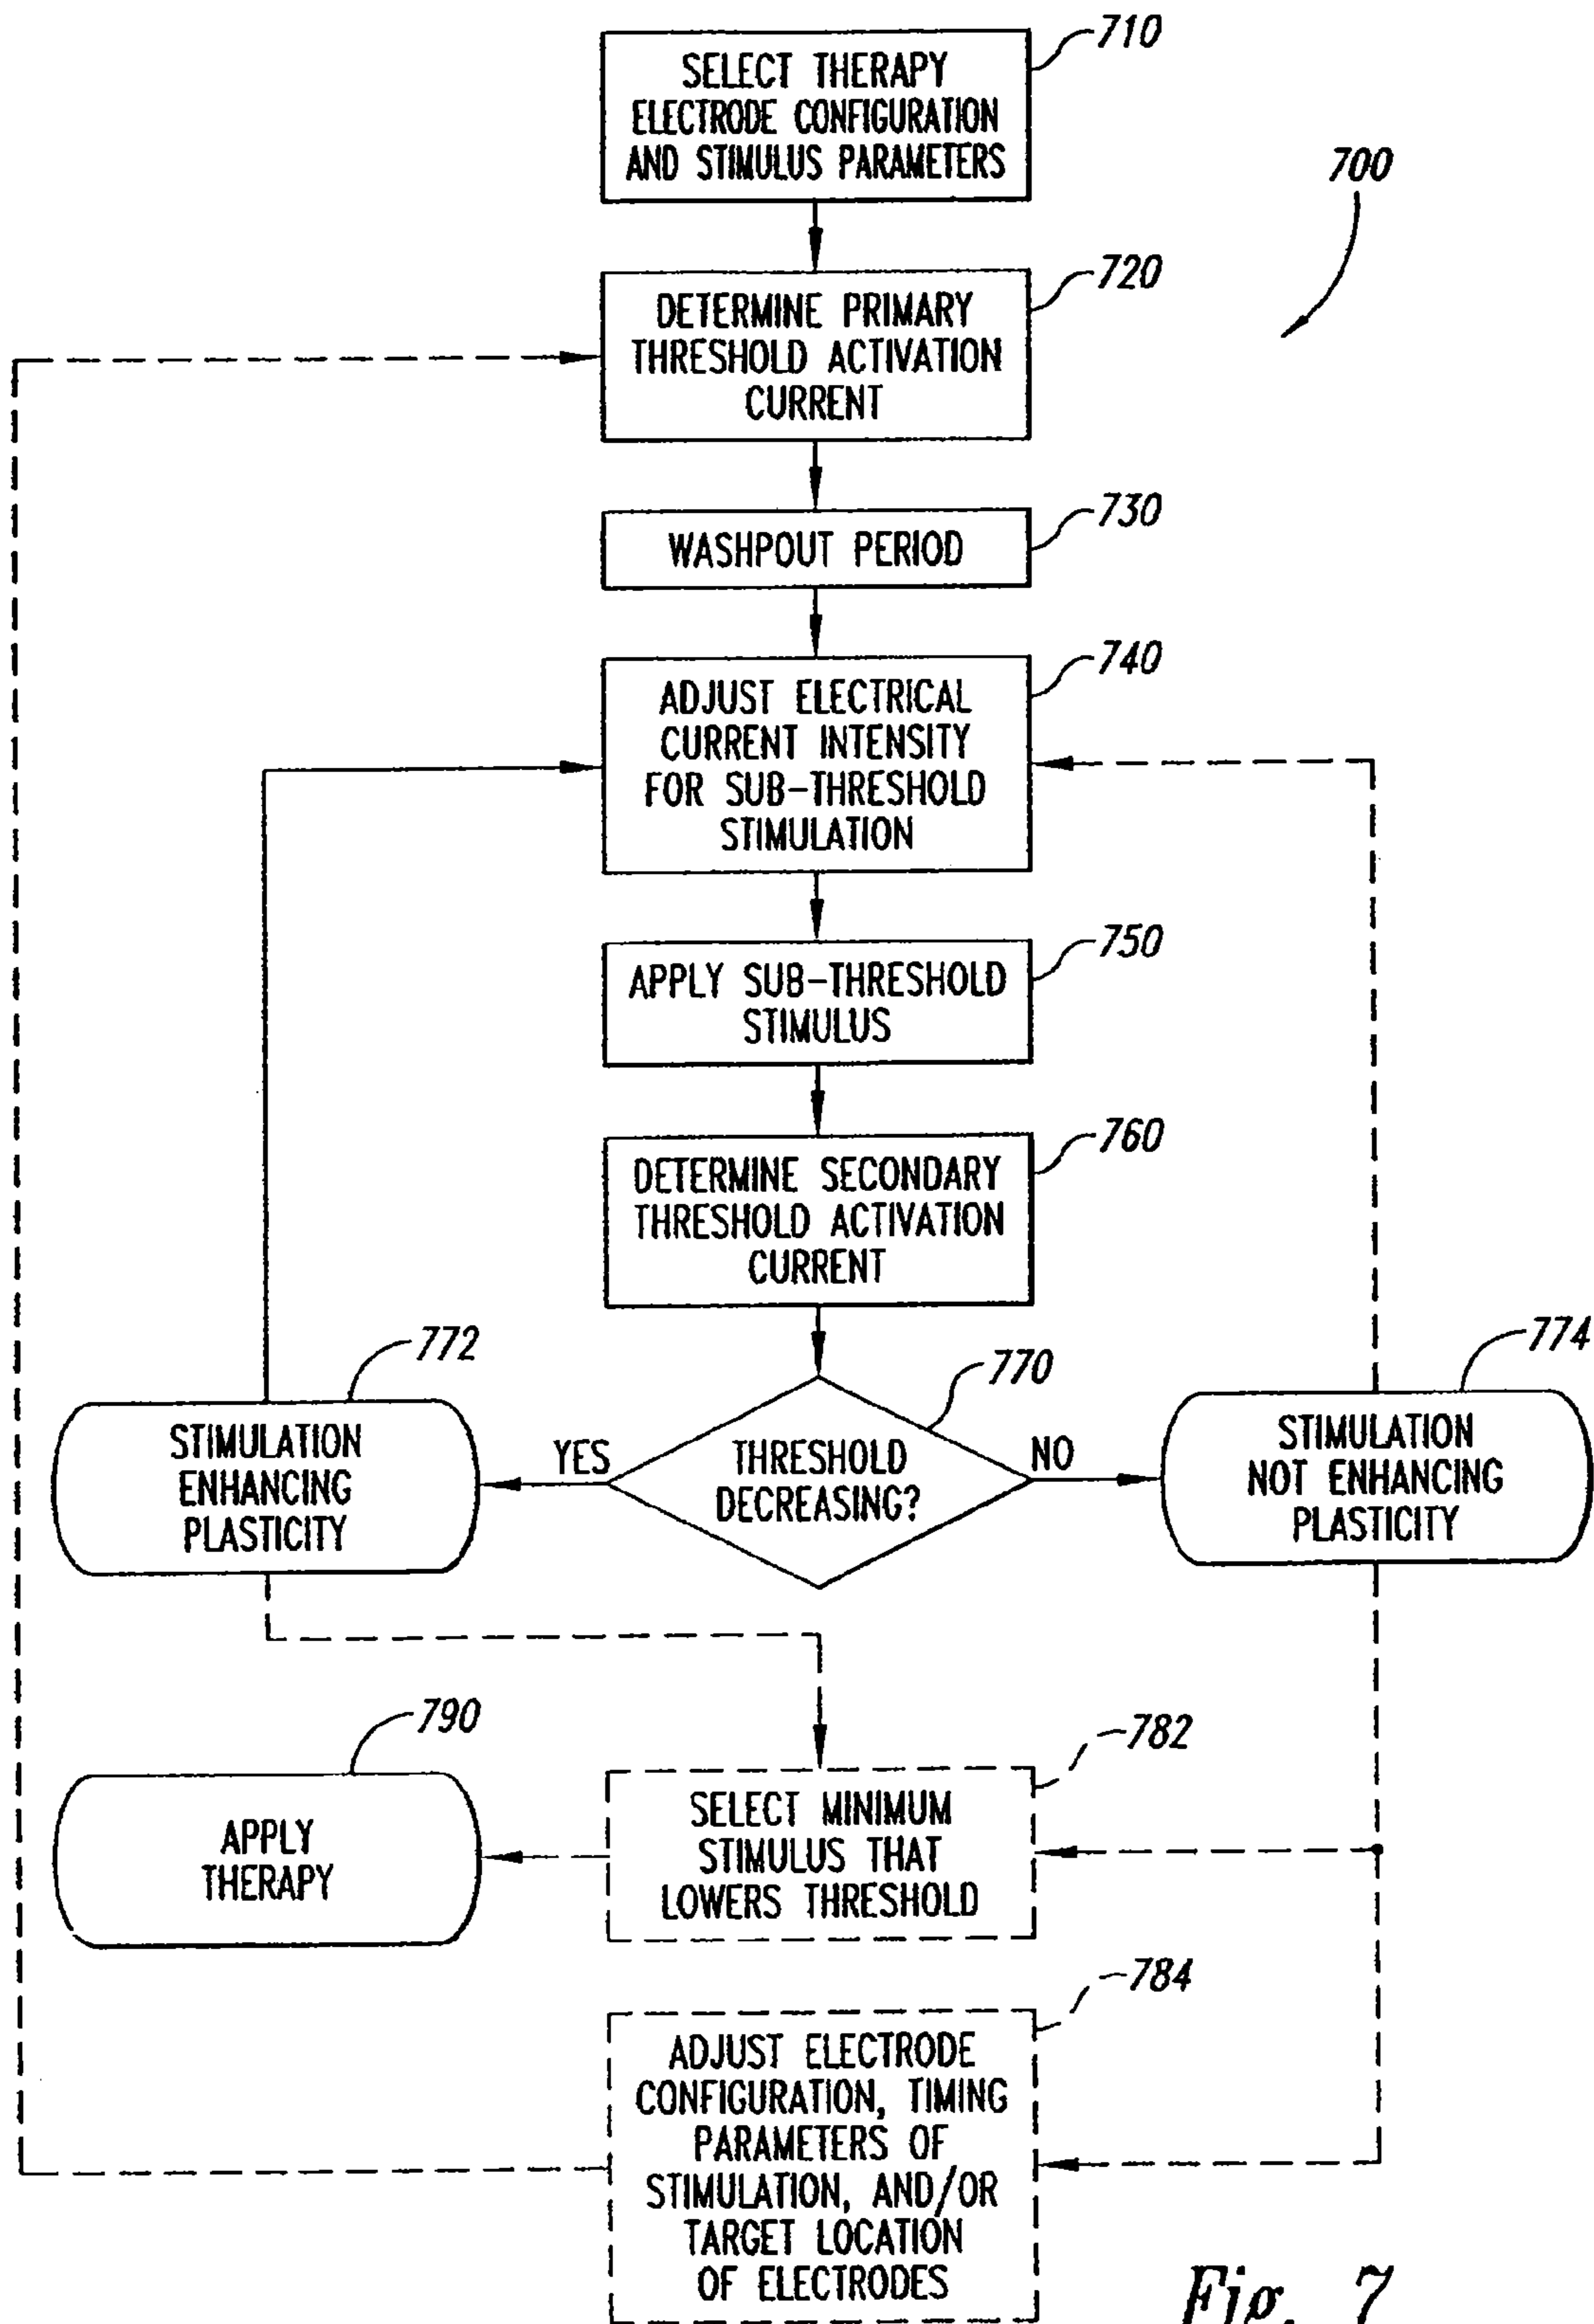 710
SELECT THERAPY
ELECTRODE CONFIGURATION
AND STIMULUS PARAMETERS
700
720
DETERMINE PRIMARY
THRESHOLD ACTIVATION
CURRENT
730
WASHPOUT PERIOD
740
ADJUST ELECTRICAL
CURRENT INTENSITY
FOR SUB-THRESHOLD
STIMULATION
750
APPLY SUB-THRESHOLD
STIMULUS
760
DETERMINE SECONDARY
THRESHOLD ACTIVATION
CURRENT
772
STIMULATION
ENHANCING
PLASTICITY
YES
770
THRESHOLD
DECREASING?
NO
774
STIMULATION
NOT ENHANCING
PLASTICITY
790
APPLY
THERAPY
782
SELECT MINIMUM
STIMULUS THAT
LOWERS THRESHOLD
784
ADJUST ELECTRODE
CONFIGURATION, TIMING
PARAMETERS OF
STIMULATION, AND/OR
TARGET LOCATION
OF ELECTRODES
Fig. 7